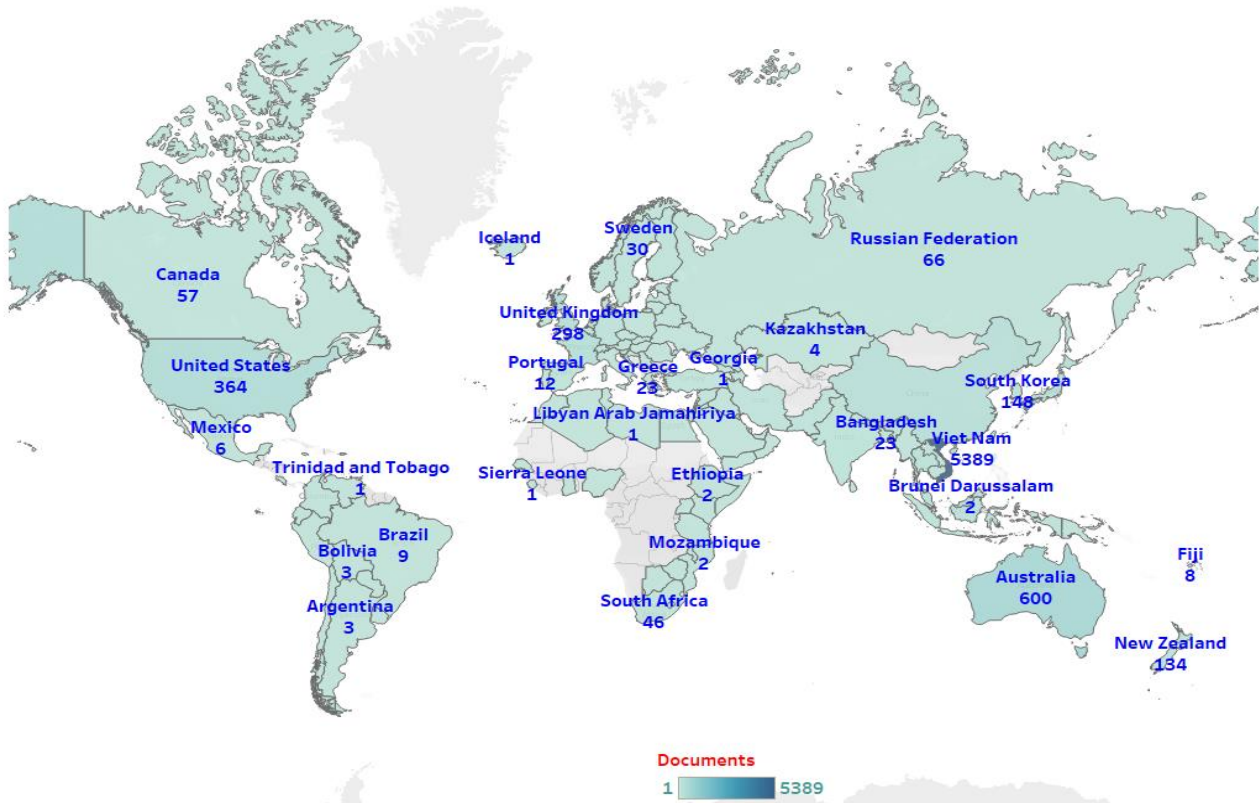 Iceland
1
Sweden
30
Russian Federation
66
Canada
57
United Kingdom
298
Kazakhstan
4
Georgia
1
Portugal
12
Greece
23
United States
364
South Korea
148
Libyan Arab Jamahiriya
1
Bangladesh
23
Mexico
6
Viet Nam
5389
Trinidad and Tobago
1
Sierra Leone
1
Ethiopia
2
Brunei Darussalam
2
Brazil
9
Mozambique
2
Bolivia
3
Fiji
8
Australia
600
South Africa
46
Argentina
3
New Zealand
134
Documents
1 5389